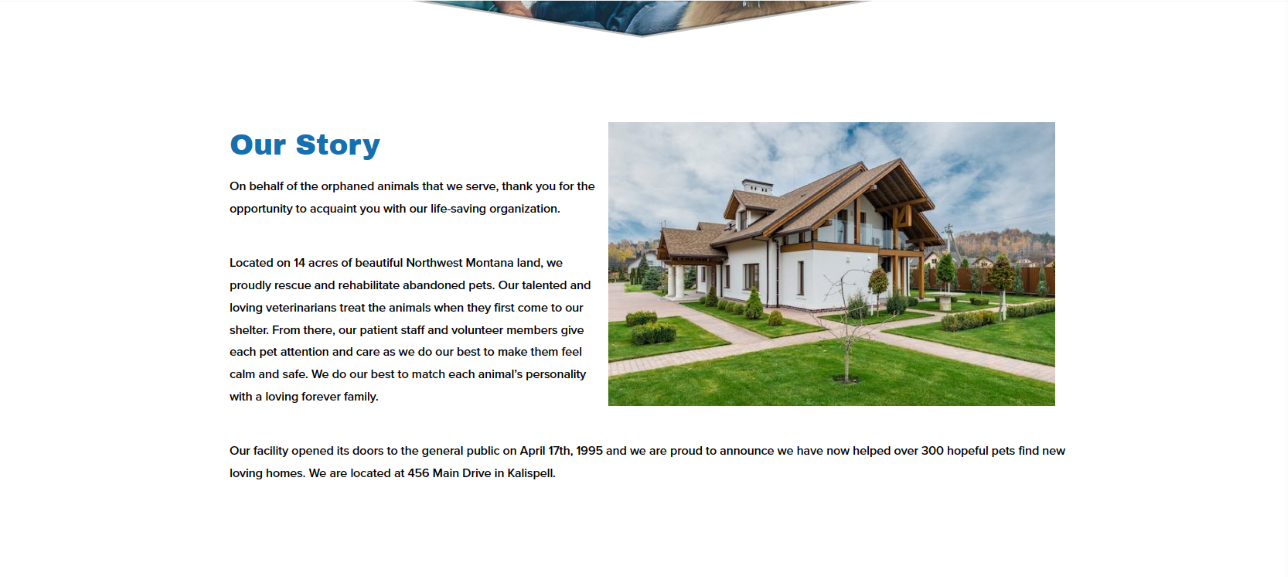 Our Story
On behalf of the orphaned animals that we serve, thank you for the
opportunity to acquaint you with our life-saving organization.
Located on 14 acres of beautiful Northwest Montana land, we
proudly rescue and rehabilitate abandoned pets. Our talented and
loving veterinarians treat the animals when they first come to our
shelter. From there, our patient staff and volunteer members give
each pet attention and care as we do our best to make them feel
calm and safe. We do our best to match each animal's personality
with a loving forever family.
Our facility opened its doors to the general public on April 17th, 1995 and we are proud to announce we have now helped over 300 hopeful pets find new
loving homes. We are located at 456 Main Drive in Kalispell.